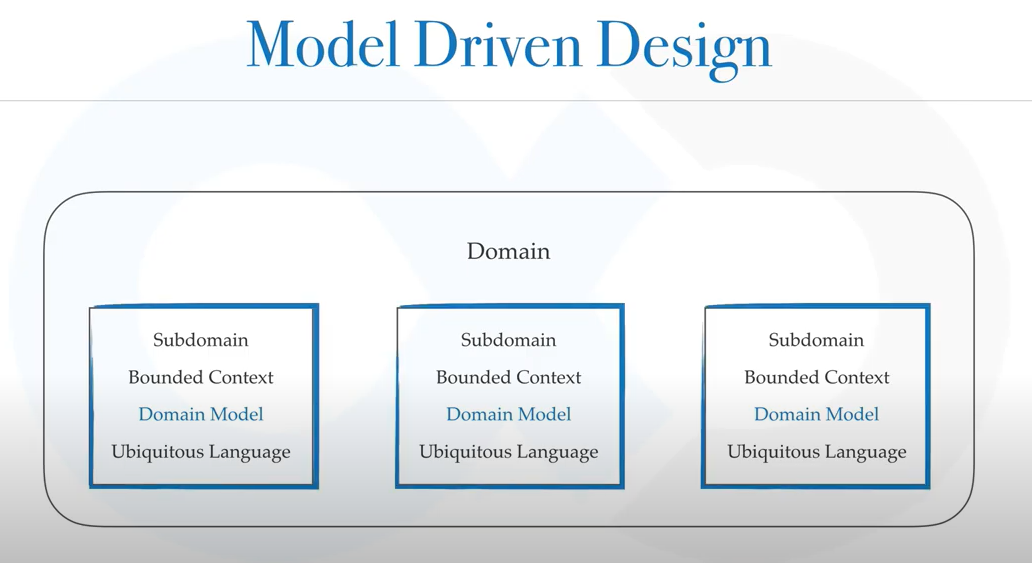 Model Driven Design
Domain
Subdomain
Bounded Context
Domain Model
Ubiquitous Language
Subdomain
Bounded Context
Domain Model
Ubiquitous Language
Subdomain
Bounded Context
Domain Model
Ubiquitous Language